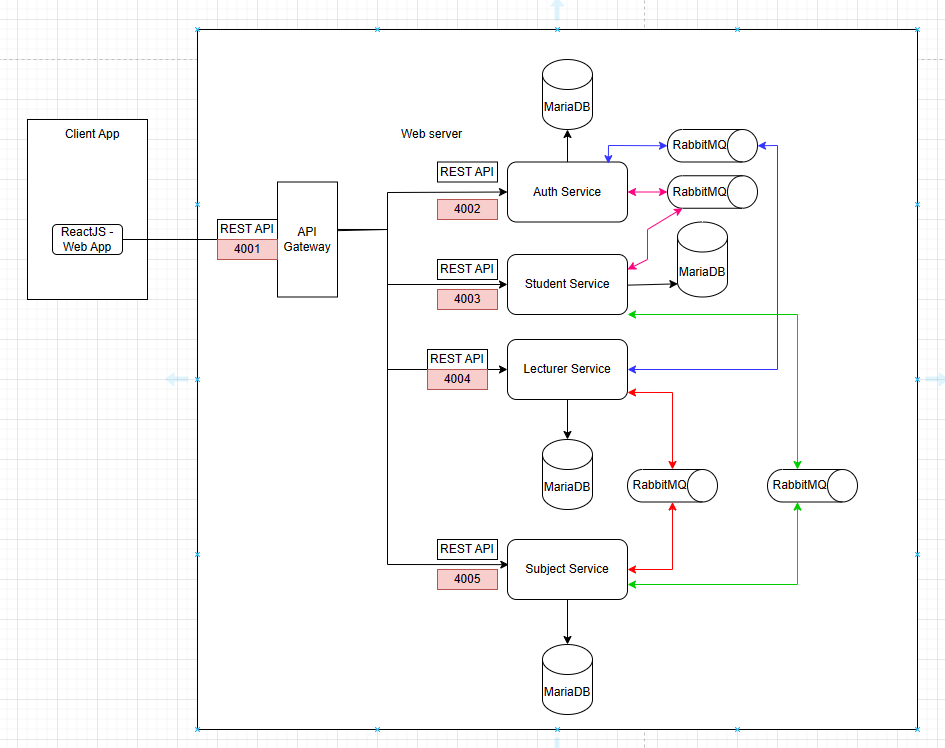 Client App
ReactJS -
Web App
REST API
4001
API
Gateway
Web server
MariaDB
RabbitMQ
REST API
Auth Service
RabbitMQ
4002
MariaDB
REST API
Student Service
4003
REST API
Lecturer Service
4004
MariaDB
RabbitMQ
RabbitMQ
REST API
Subject Service
4005
MariaDB